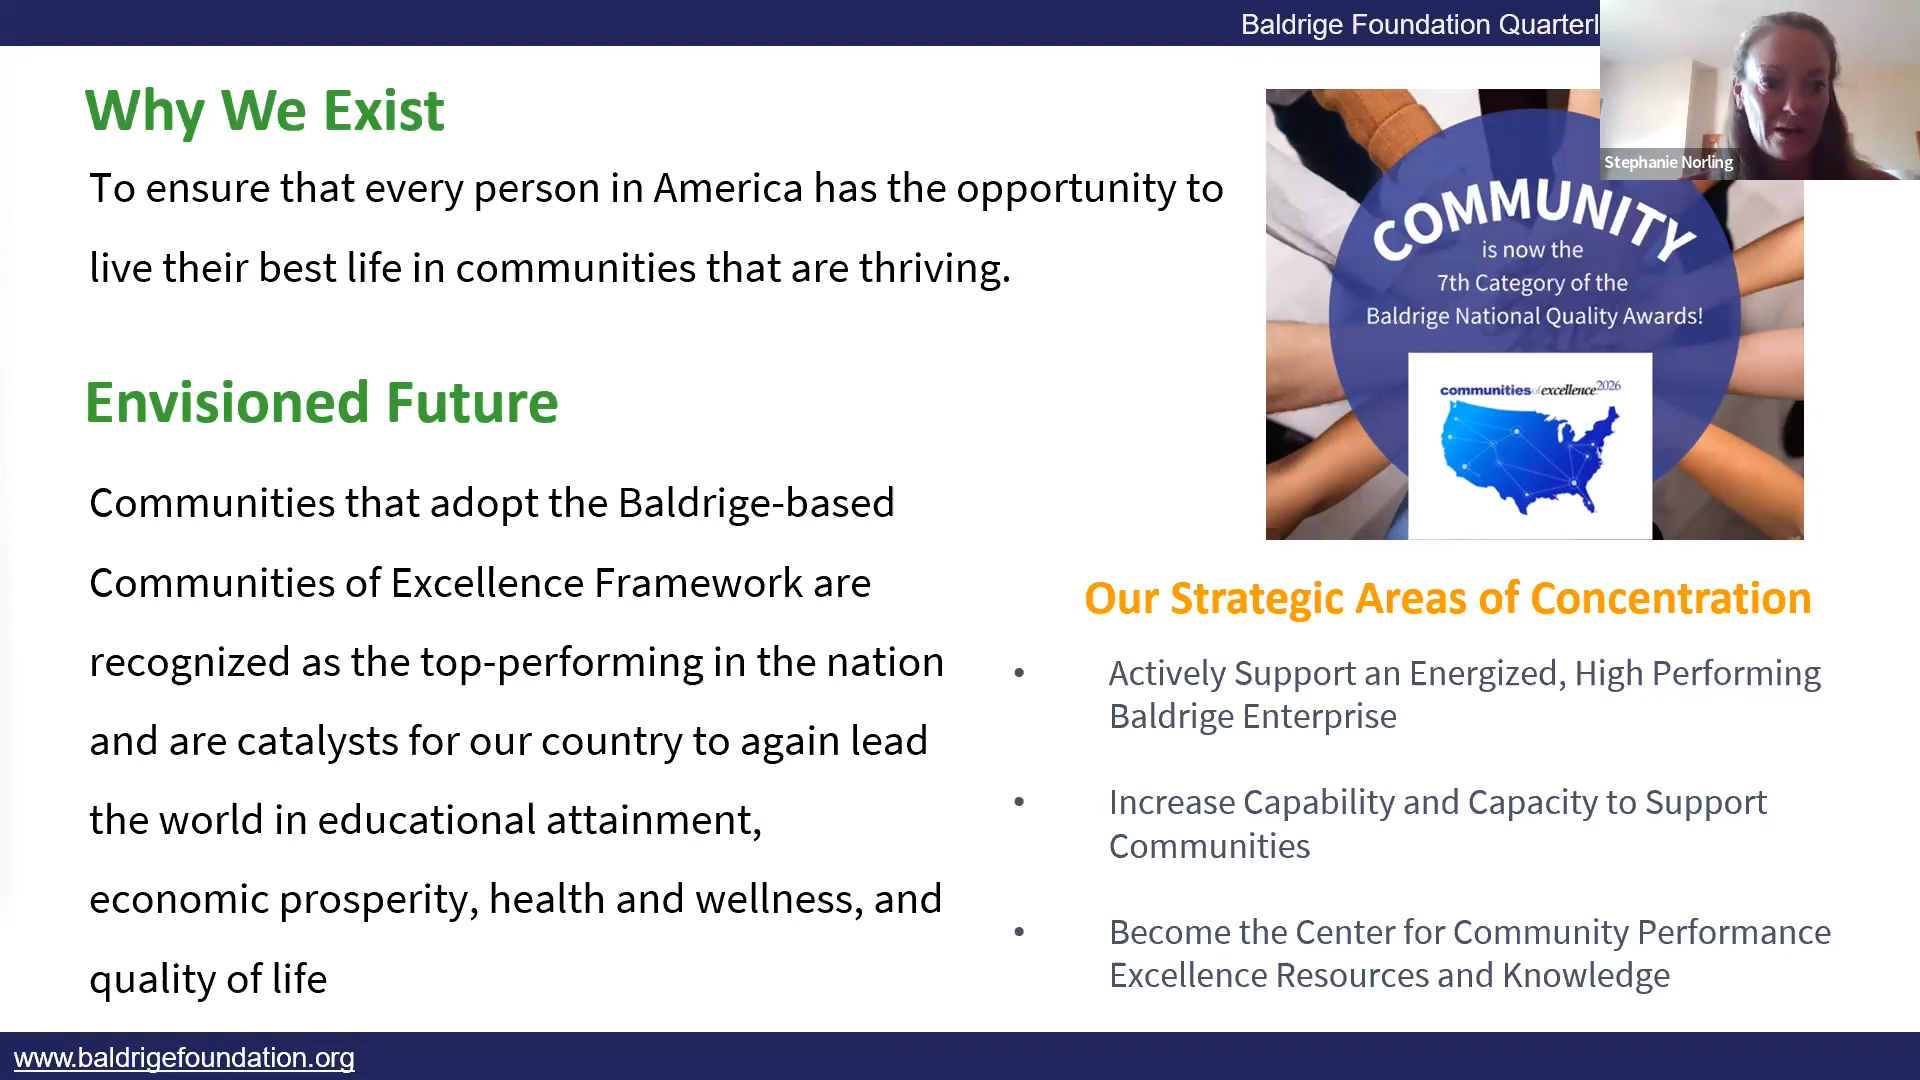 Baldrige Foundation Quarterl
Stephanie Norling
Why We Exist
To ensure that every person in America has the opportunity to
live their best life in communities that are thriving.
COMMUNITY
is now the
7th Category of the
Baldrige National Quality Awards!
communities of excellence 2026
Envisioned Future
Communities that adopt the Baldrige-based
Communities of Excellence Framework are
recognized as the top-performing in the nation
and are catalysts for our country to again lead
the world in educational attainment,
economic prosperity, health and wellness, and
quality of life
Our Strategic Areas of Concentration
• Actively Support an Energized, High Performing
Baldrige Enterprise
• Increase Capability and Capacity to Support
Communities
• Become the Center for Community Performance
Excellence Resources and Knowledge
www.baldrigefoundation.org